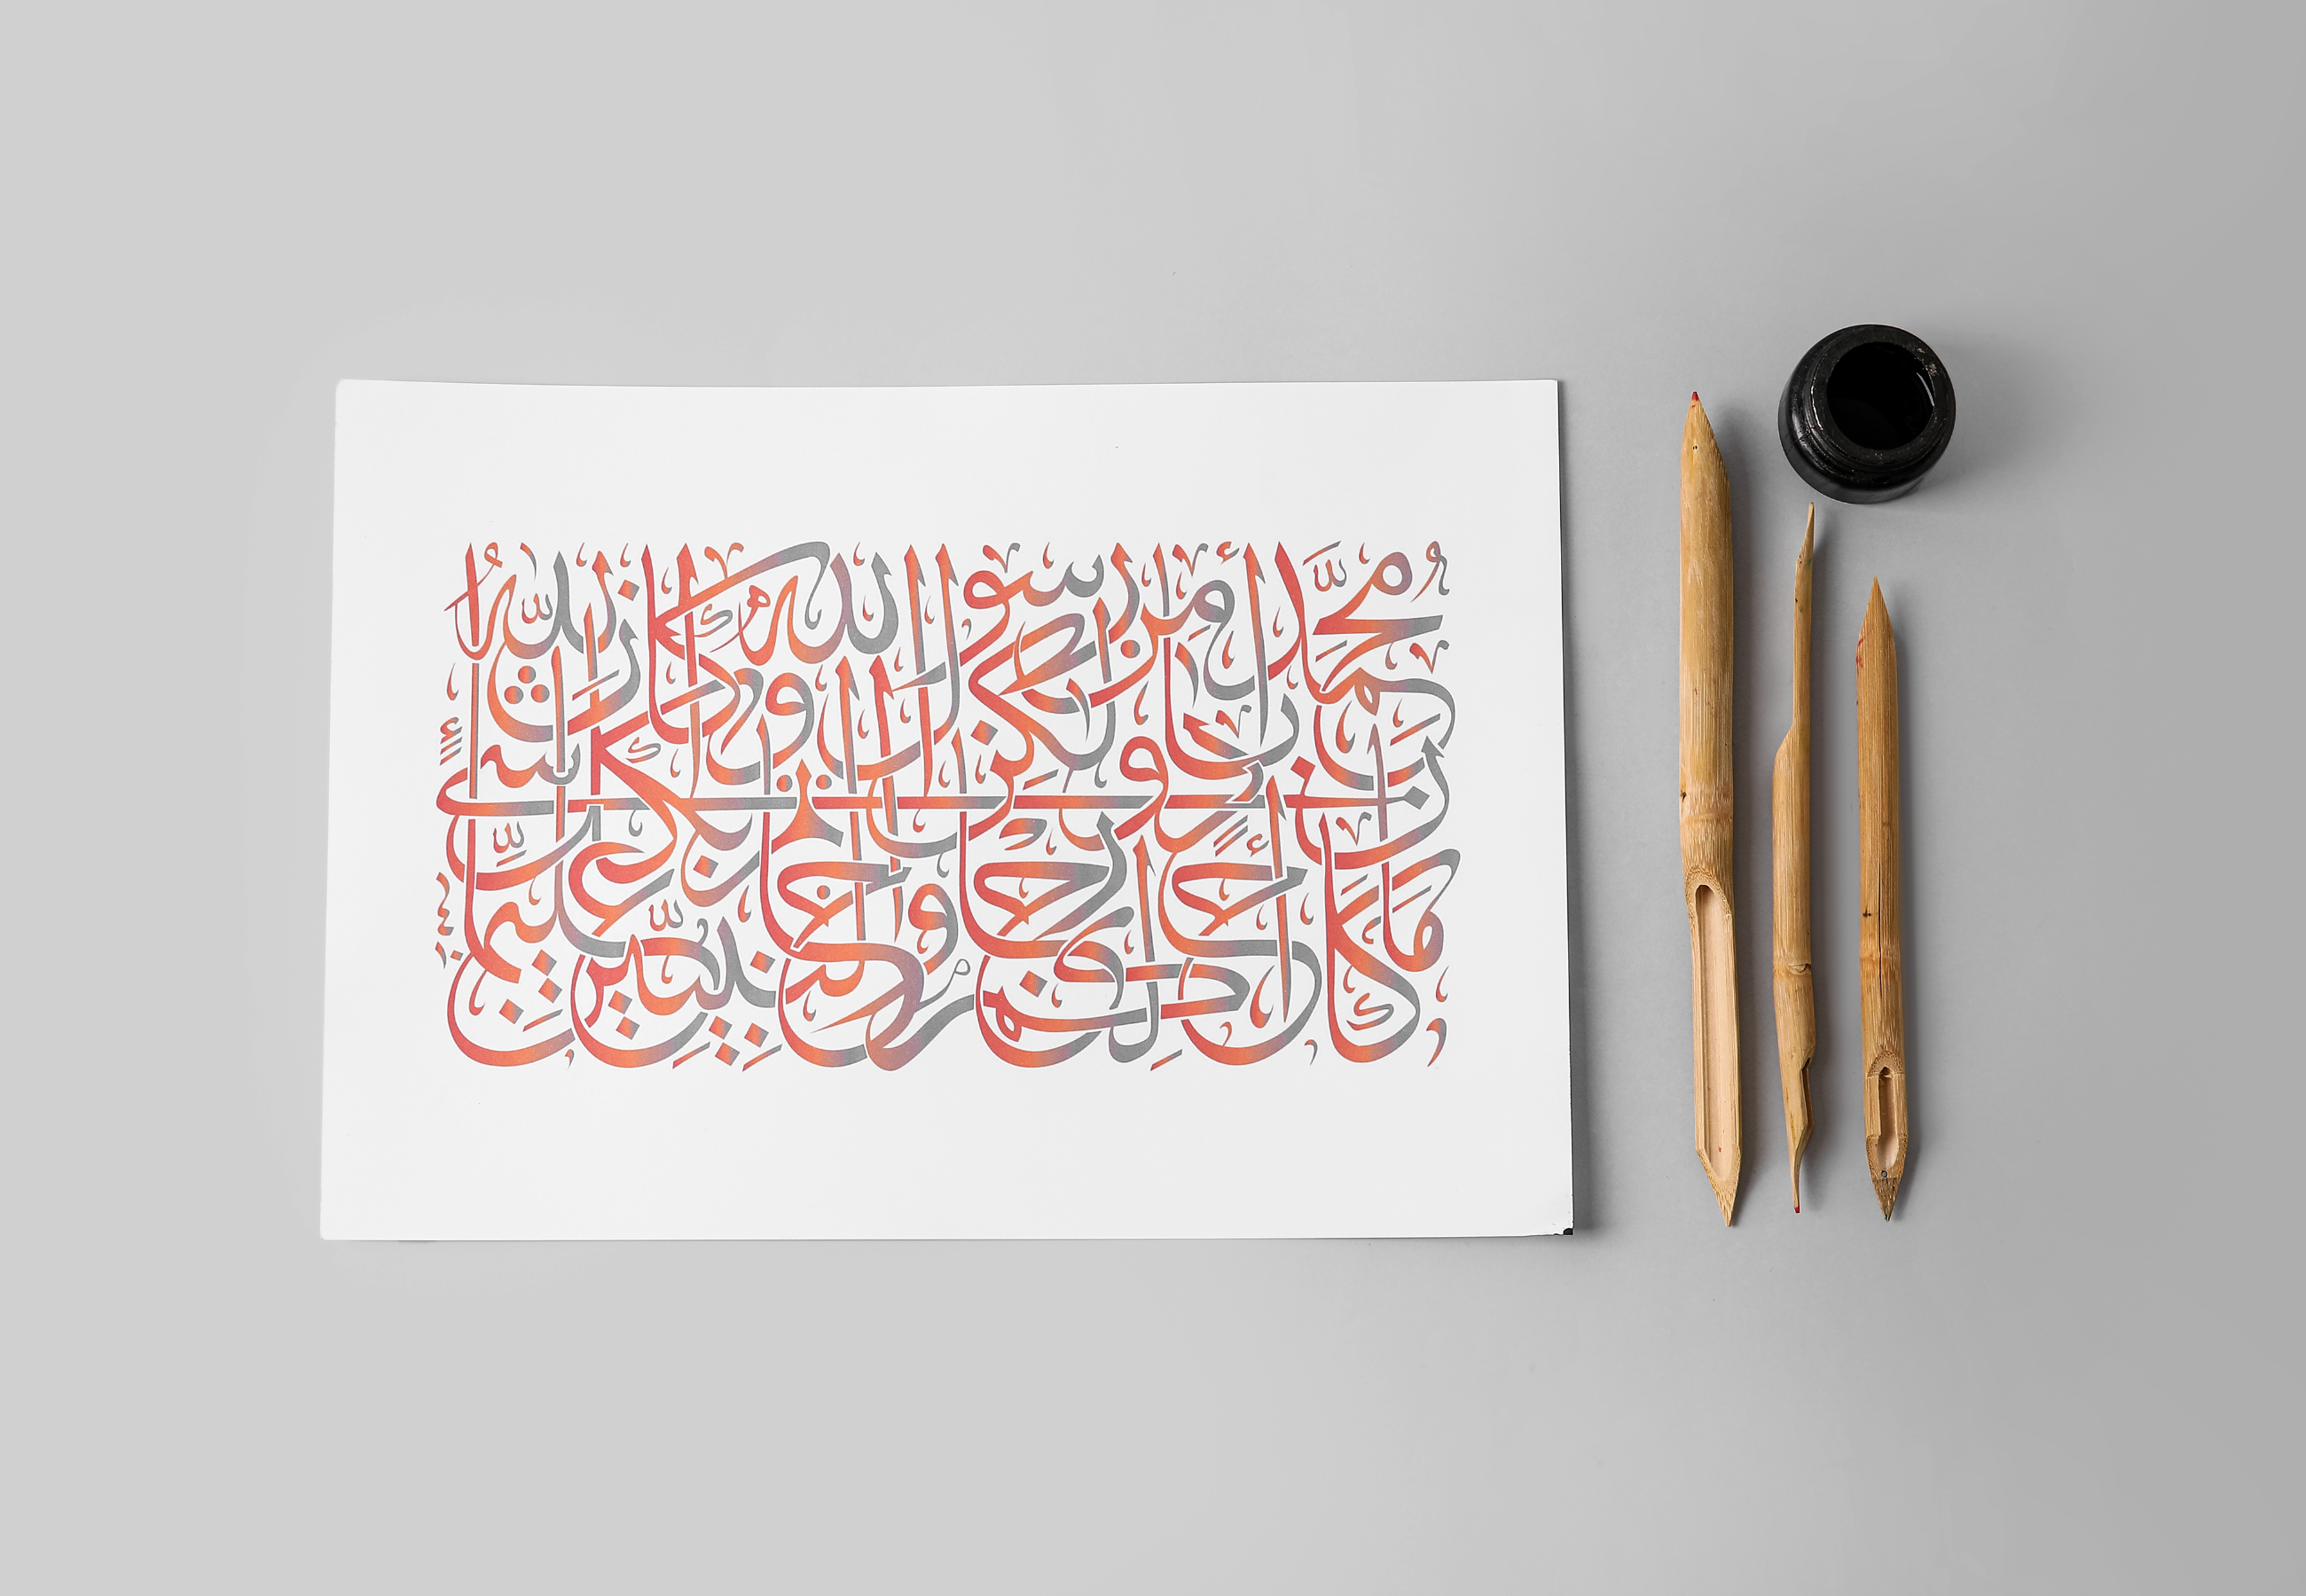 مَا كَانَ مُحَمَّدٌ أَبَا أَحَدٍ مِنْ رِجَالِكُمْ وَلَكِنْ رَسُولَ اللَّهِ وَخَاتَمَ النَّبِيِّينَ وَكَانَ اللَّهُ بِكُلِّ شَيْءٍ عَلِيمًا